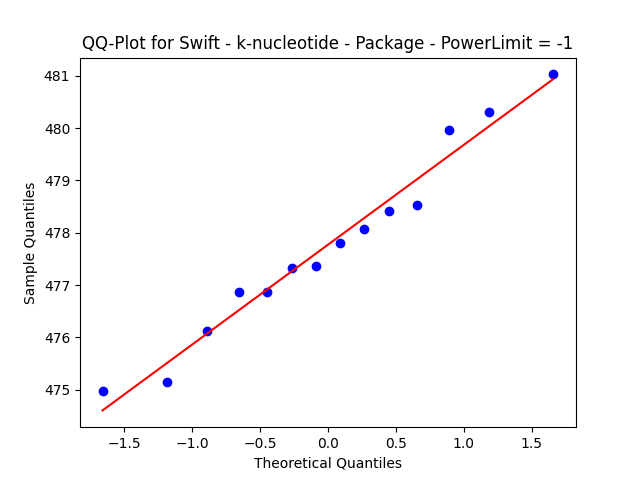 QQ-Plot for Swift - k-nucleotide - Package - PowerLimit = -1
481
480
479
478
477
476
475
Sample Quantiles
−1.5 −1.0 −0.5 0.0 0.5 1.0 1.5
Theoretical Quantiles